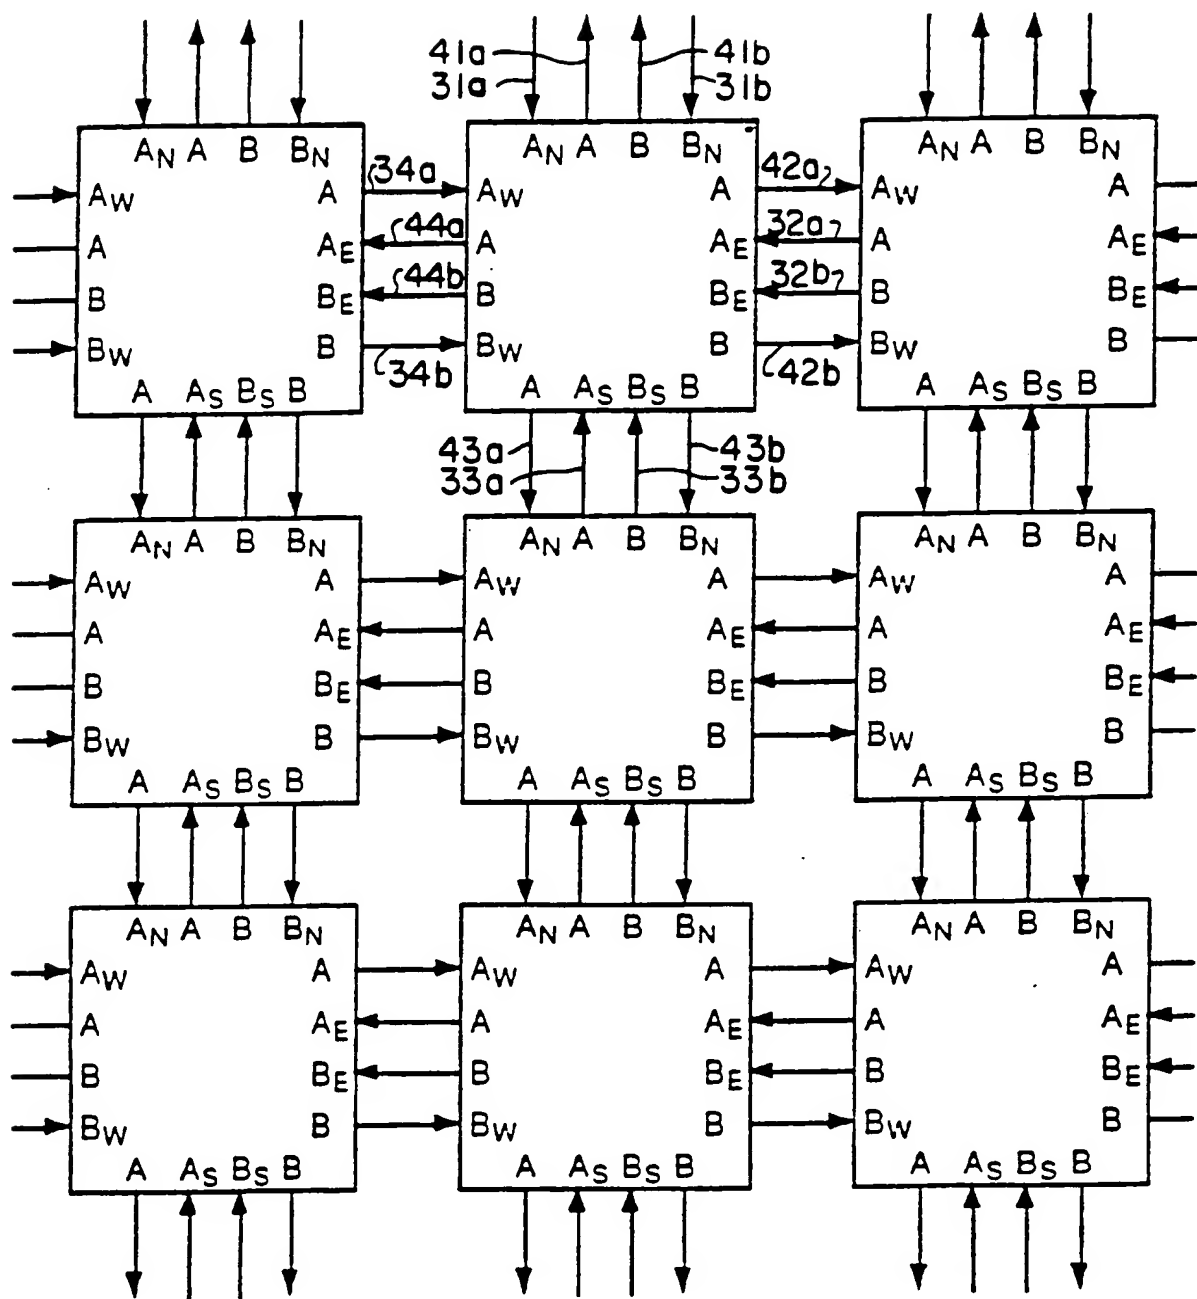 41a 41b
31a 31b
AN A B BN AN A B BN AN A B BN
34a 42a
AW A AW A AW A
44a 32a
A AE A AE A AE
44b 32b
B BE B BE B BE
BW B BW B BW B
34b 42b
A AS BS B A AS BS B A AS BS B
43a 43b
33a 33b
AN A B BN AN A B BN AN A B BN
AW A AW A AW A
A AE A AE A AE
B BE B BE B BE
BW B BW B BW B
A AS BS B A AS BS B A AS BS B
AN A B BN AN A B BN AN A B BN
AW A AW A AW A
A AE A AE A AE
B BE B BE B BE
BW B BW B BW B
A AS BS B A AS BS B A AS BS B